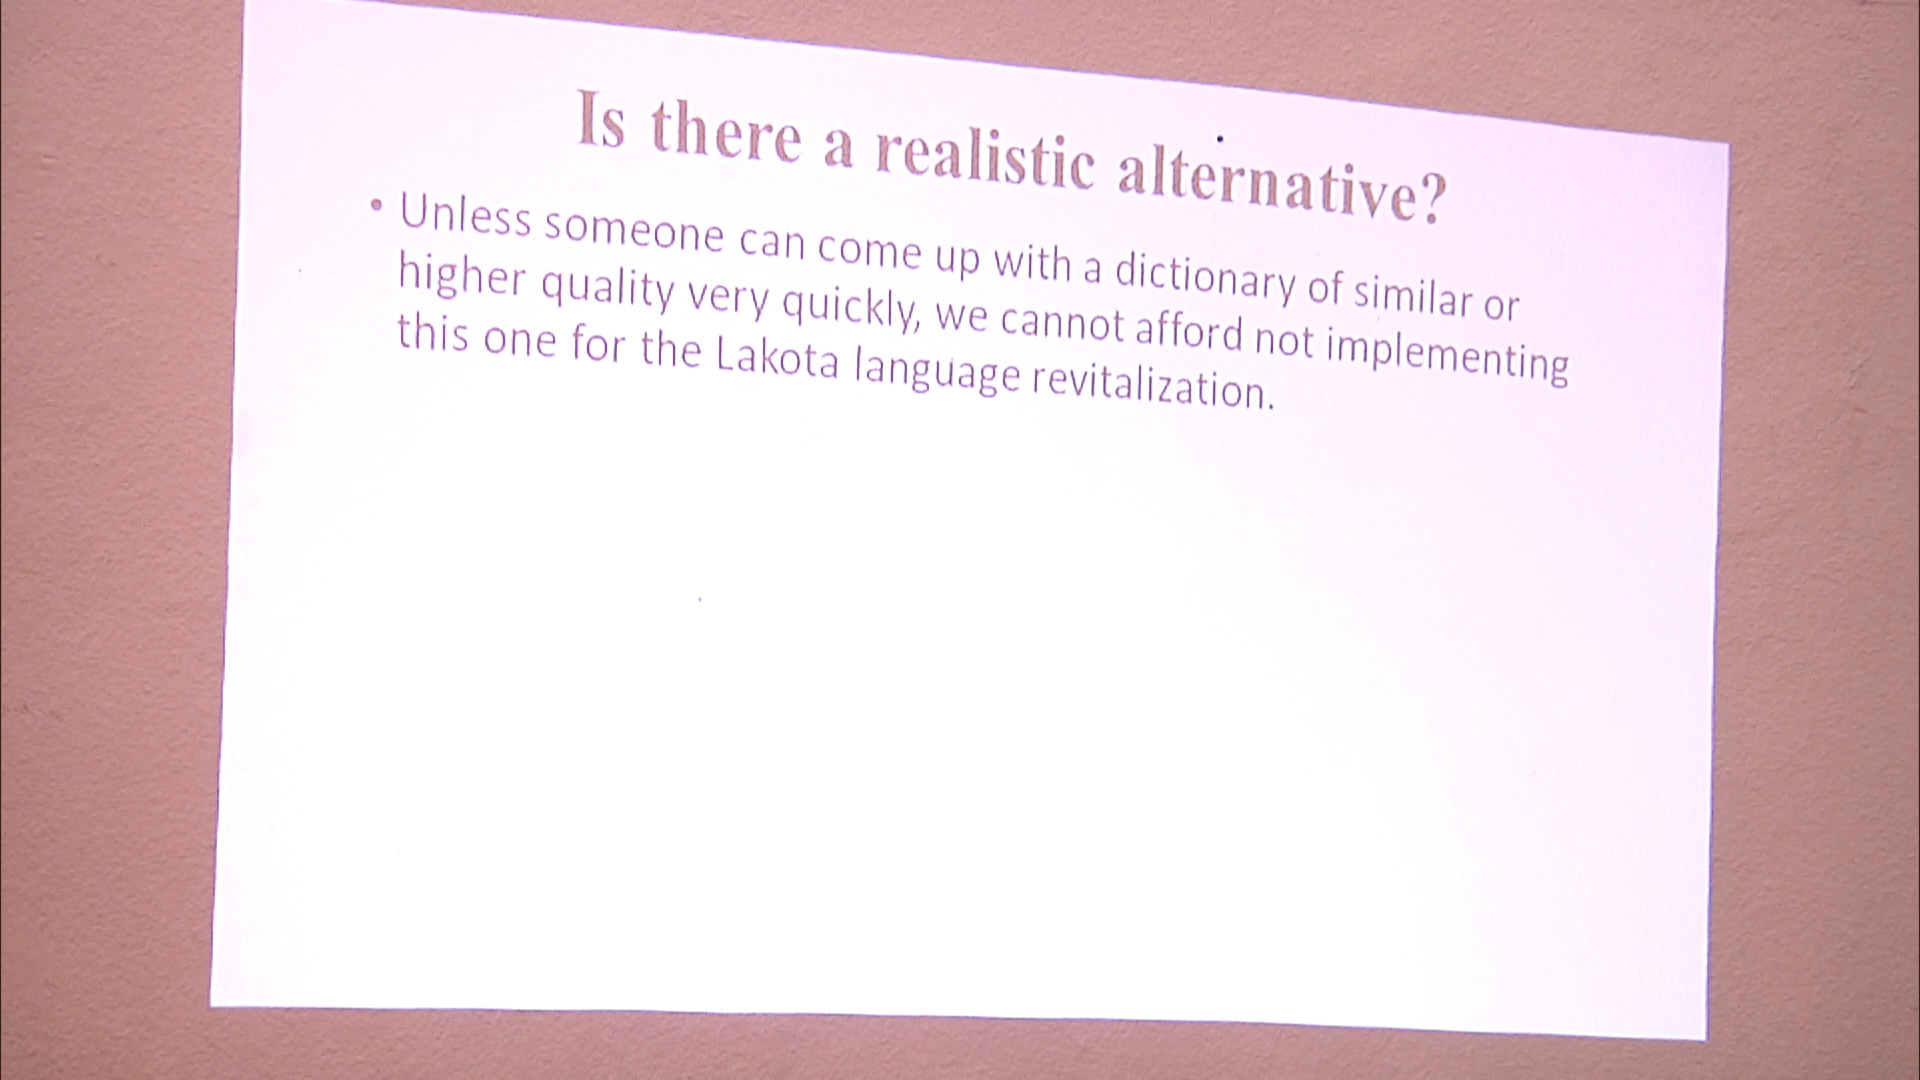 Is there a realistic alternative?
• Unless someone can come up with a dictionary of similar or
higher quality very quickly, we cannot afford not implementing
this one for the Lakota language revitalization.